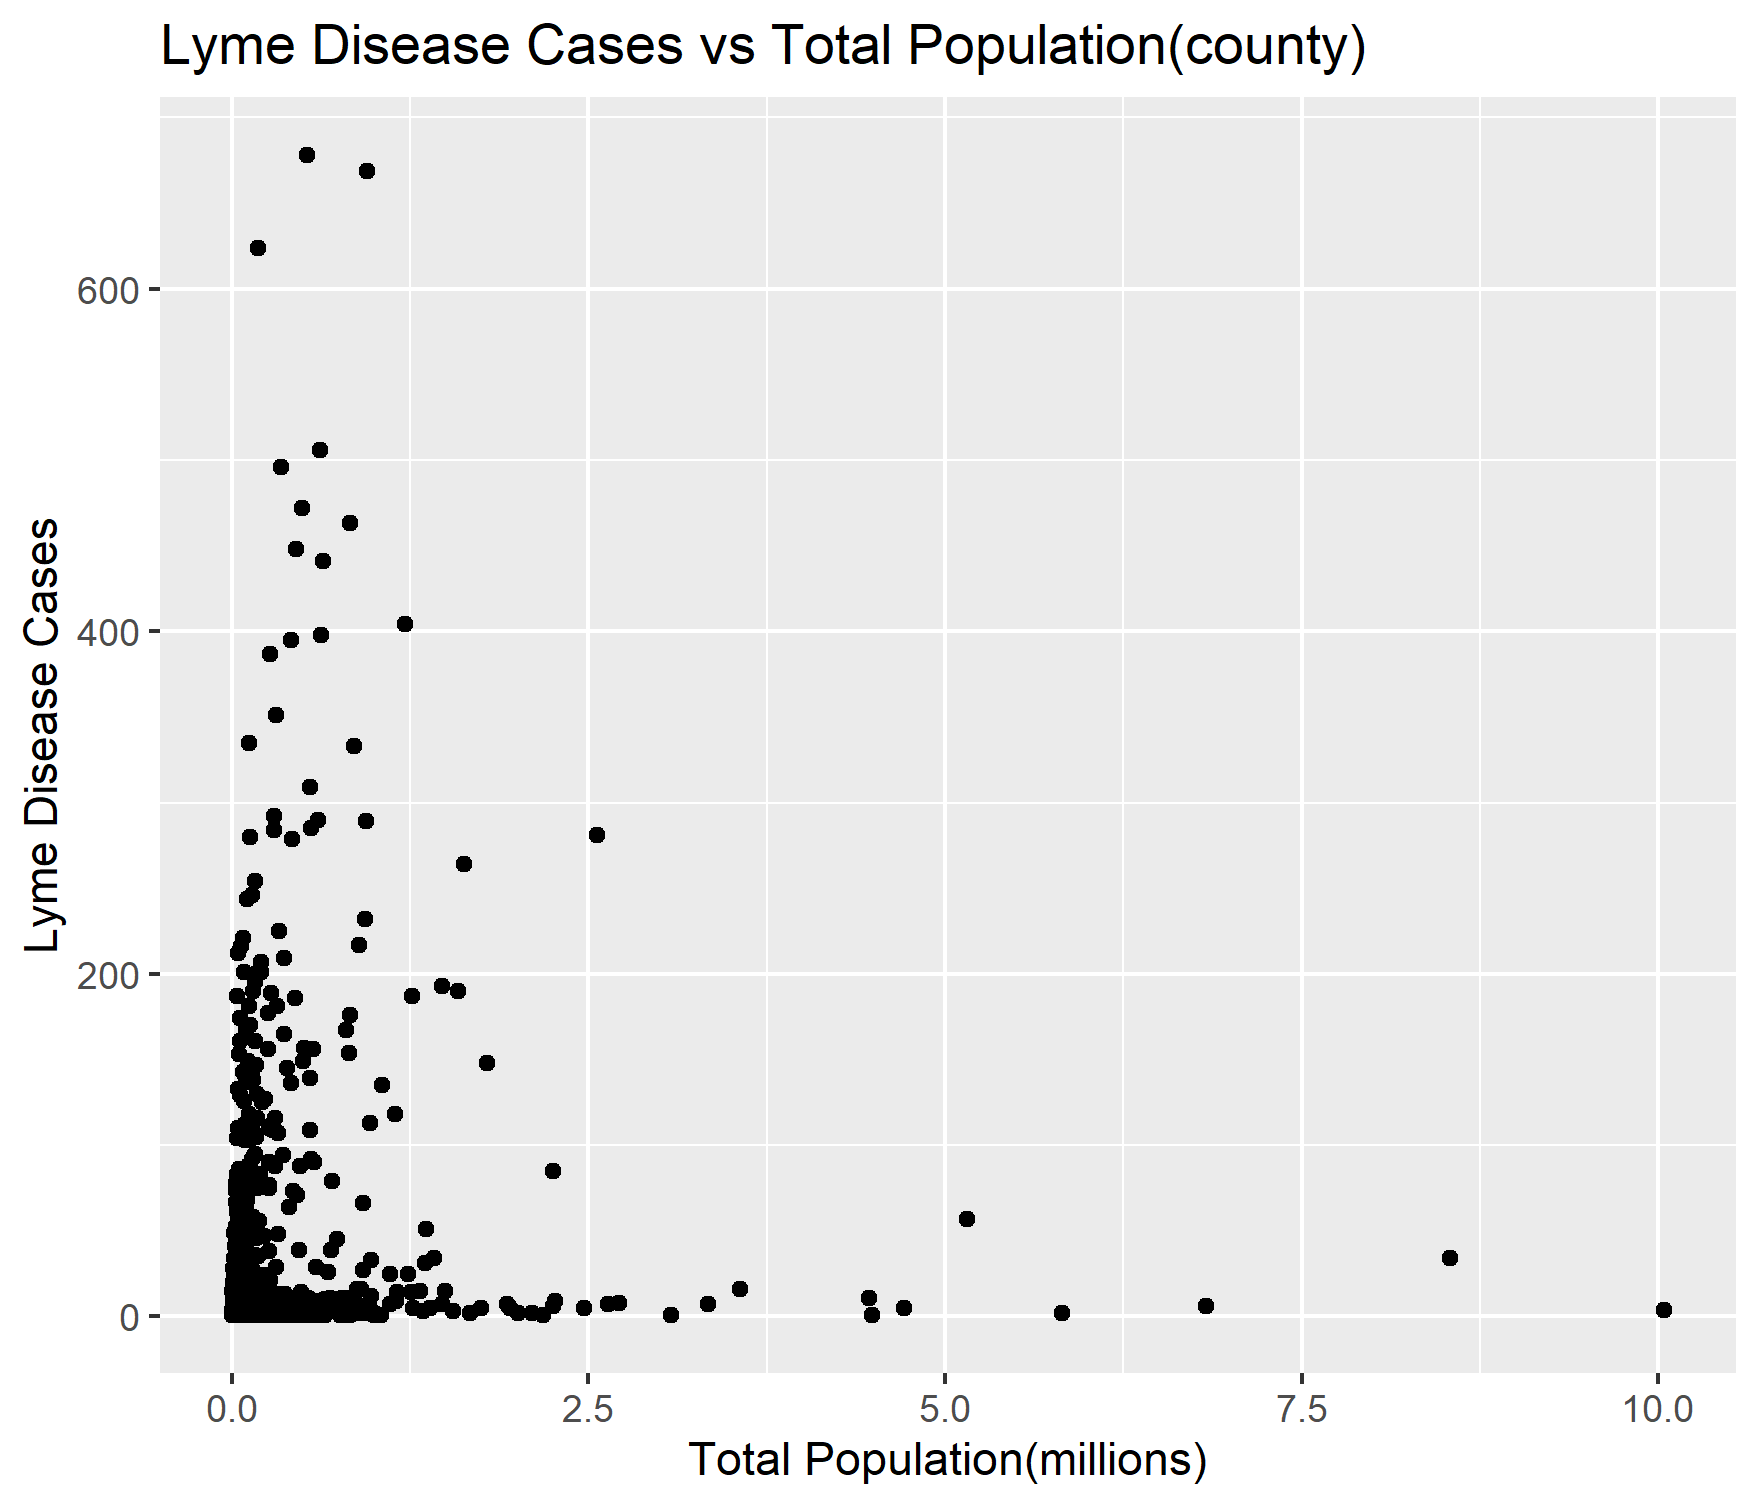 Lyme Disease Cases vs Total Population(county)
Lyme Disease Cases
600
400
200
0
0.0 2.5 5.0 7.5 10.0
Total Population(millions)